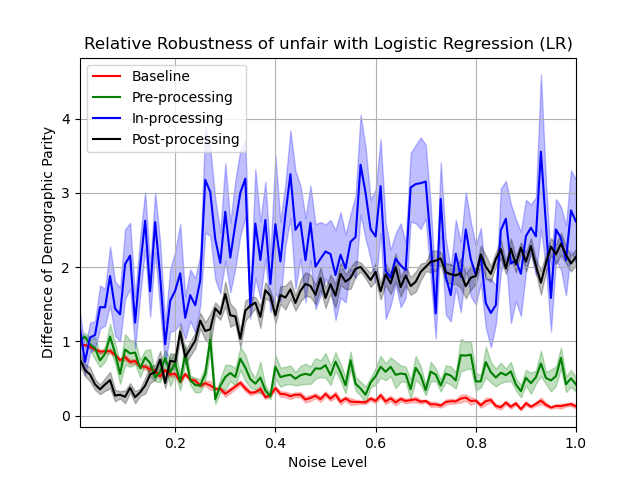 Relative Robustness of unfair with Logistic Regression (LR)
Baseline
Pre-processing
In-processing
Post-processing
Difference of Demographic Parity
4
3
2
1
0
0.2 0.4 0.6 0.8 1.0
Noise Level